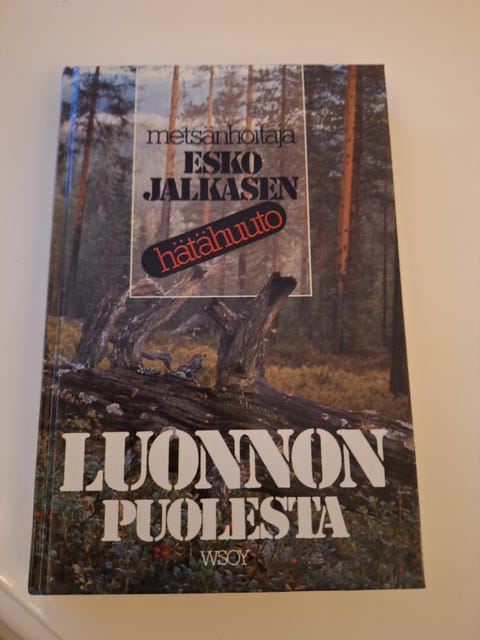 metsänhoitaja
ESKO
JALKASEN
hätähuuto
LUONNON
PUOLESTA
WSOY